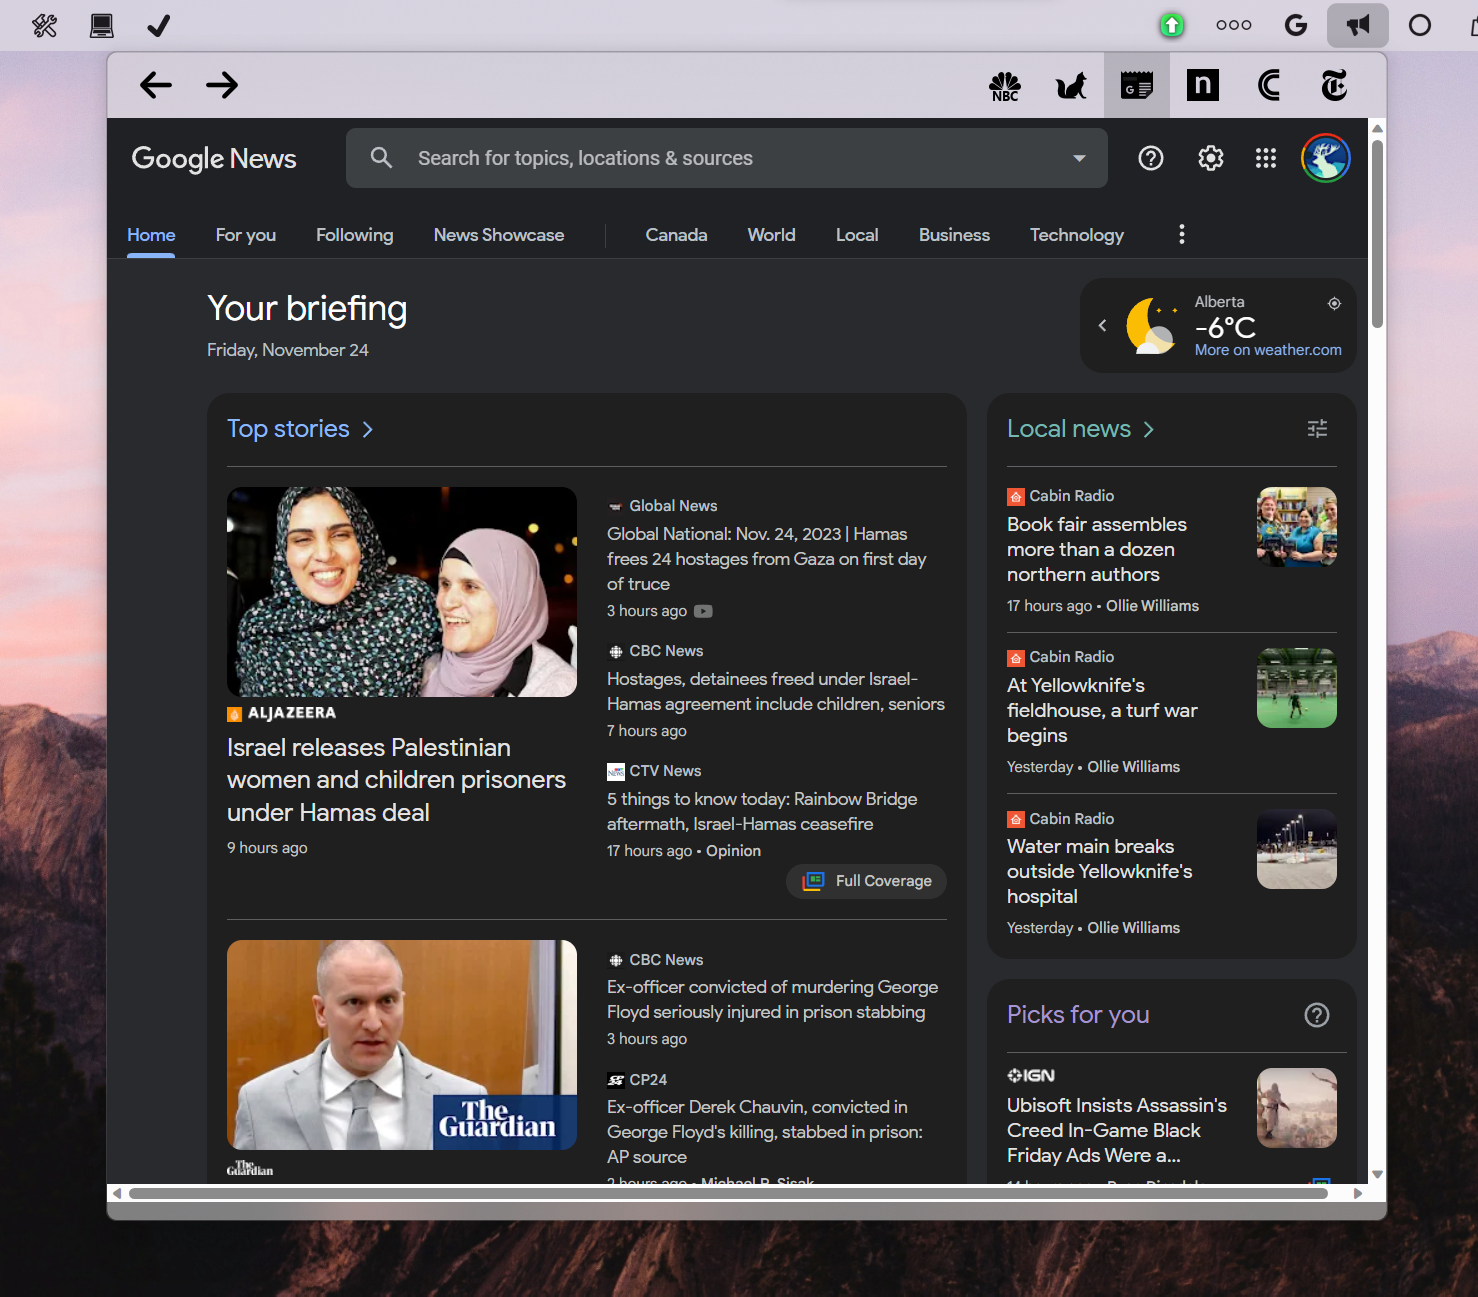 NBC
G
n
Google News
Search for topics, locations & sources
Home
For you
Following
News Showcase
Canada
World
Local
Business
Technology
Your briefing
Friday, November 24
Alberta
-6°C
More on weather.com
Top stories
ALJAZEERA
Israel releases Palestinian
women and children prisoners
under Hamas deal
9 hours ago
Global News
Global National: Nov. 24, 2023 | Hamas
frees 24 hostages from Gaza on first day
of truce
3 hours ago
CBC News
Hostages, detainees freed under Israel-
Hamas agreement include children, seniors
7 hours ago
NEWS
CTV News
5 things to know today: Rainbow Bridge
aftermath, Israel-Hamas ceasefire
17 hours ago • Opinion
Full Coverage
The
Guardian
The
Guardian
CBC News
Ex-officer convicted of murdering George
Floyd seriously injured in prison stabbing
3 hours ago
CP24
Ex-officer Derek Chauvin, convicted in
George Floyd's killing, stabbed in prison:
AP source
2 hours ago • Michael R. Sisak
Local news
Cabin Radio
Book fair assembles
more than a dozen
northern authors
17 hours ago • Ollie Williams
Cabin Radio
At Yellowknife's
fieldhouse, a turf war
begins
Yesterday • Ollie Williams
Cabin Radio
Water main breaks
outside Yellowknife's
hospital
Yesterday • Ollie Williams
Picks for you
IGN
Ubisoft Insists Assassin's
Creed In-Game Black
Friday Ads Were a...